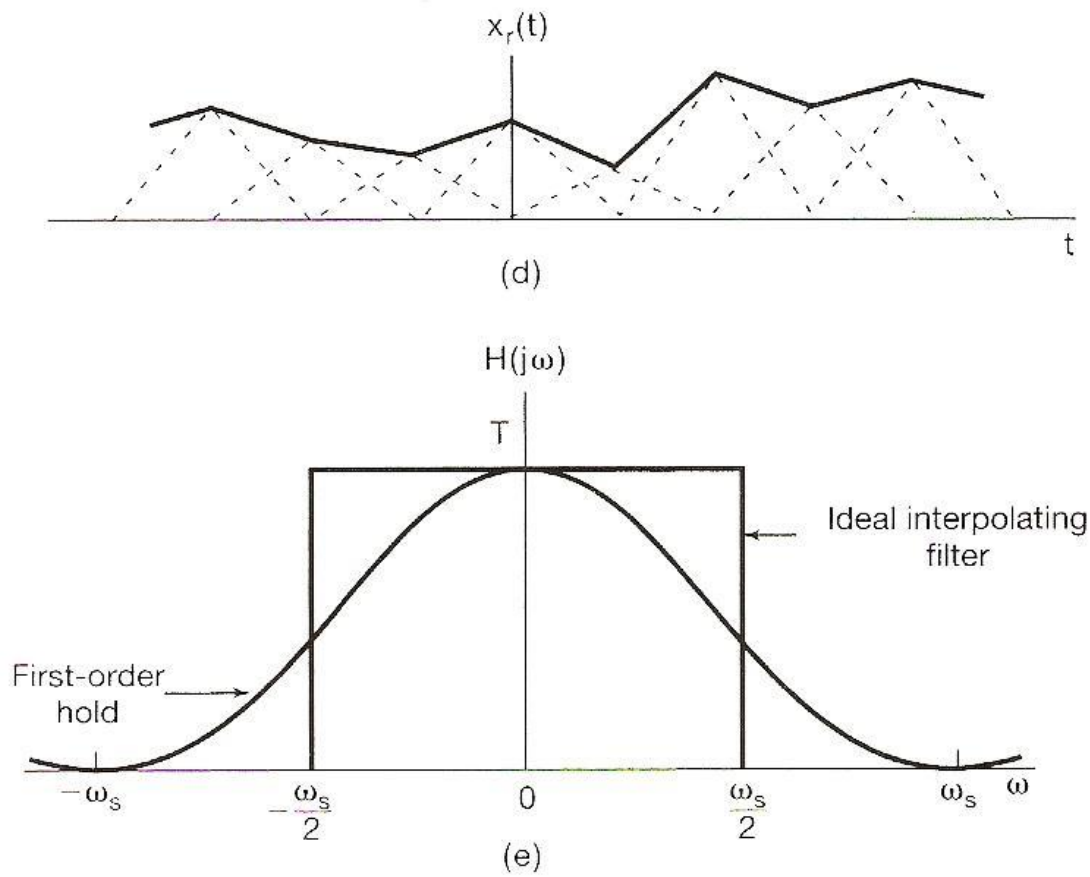 x_r(t)
t
(d)
H(jω)
T
Ideal interpolating
filter
First-order
hold
−ω_s
−ω_s/2
0
ω_s/2
ω_s
ω
(e)